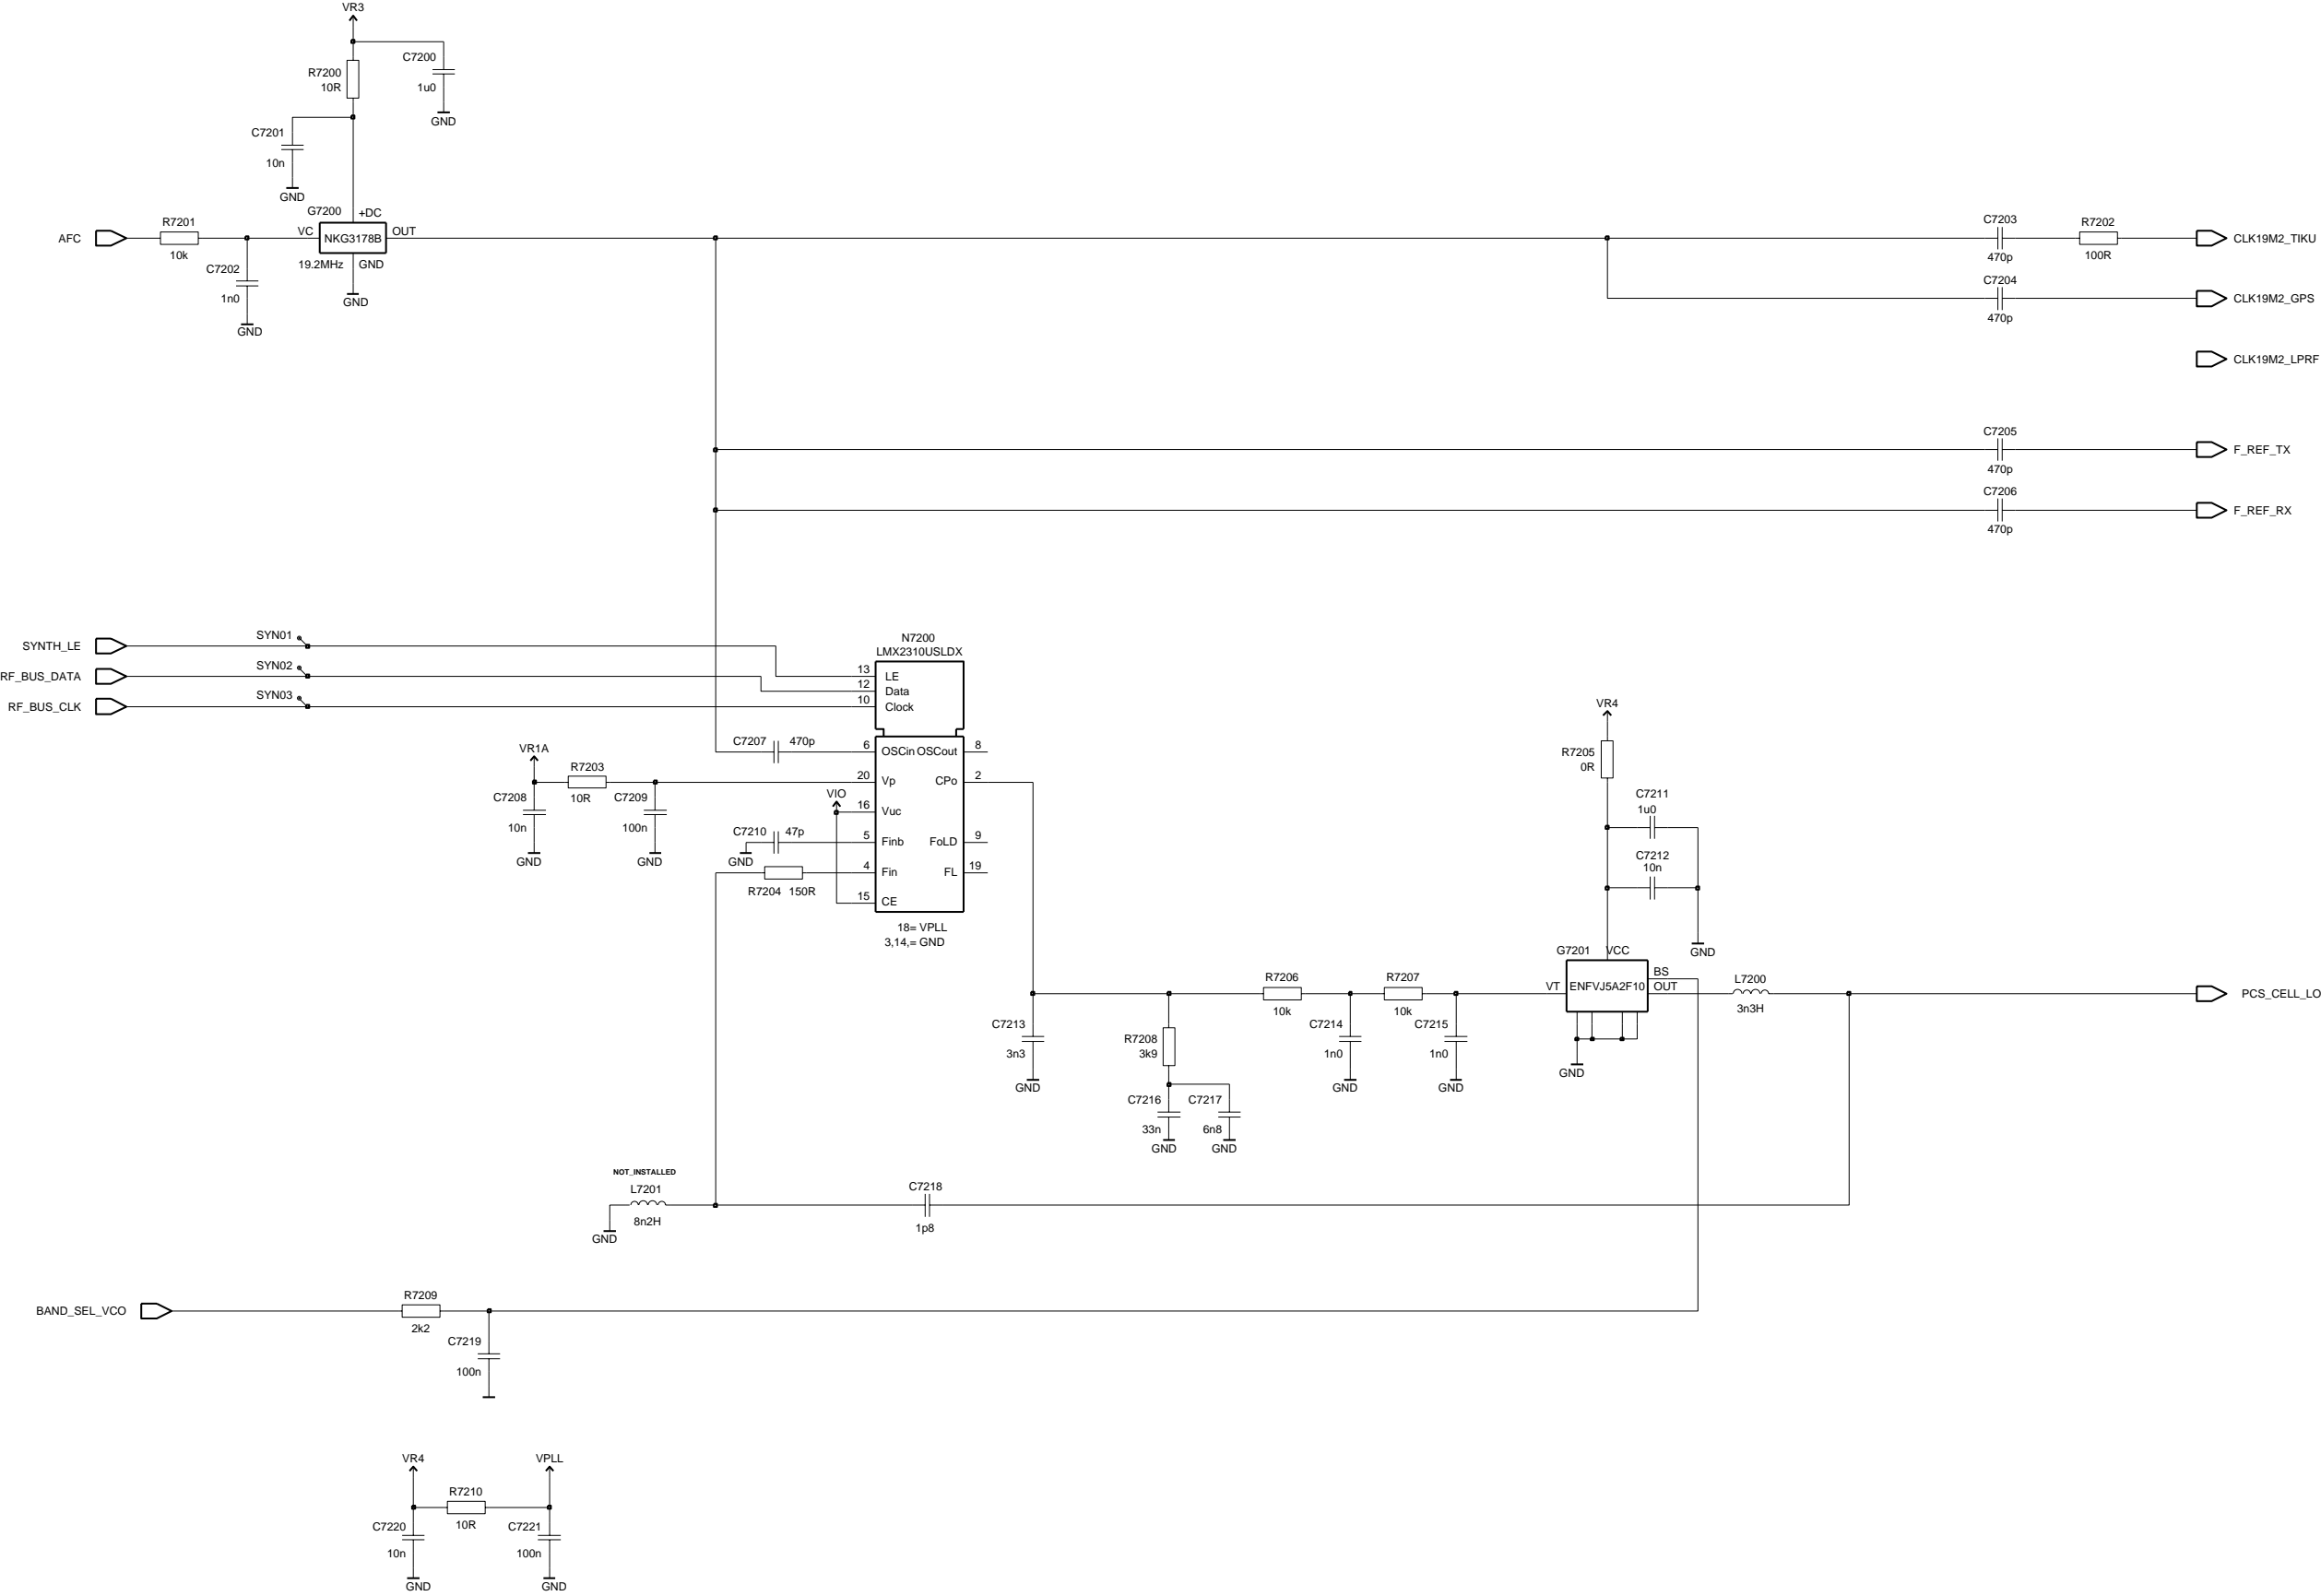 VR3
C7200
R7200
10R
1u0
GND
C7201
10n
GND
G7200
+DC
AFC
R7201
10k
VC
NKG3178B
OUT
19.2MHz
GND
GND
C7202
1n0
GND
C7203
470p
R7202
100R
CLK19M2_TIKU
C7204
470p
CLK19M2_GPS
CLK19M2_LPRF
C7205
470p
F_REF_TX
C7206
470p
F_REF_RX
SYNTH_LE
SYN01
RF_BUS_DATA
SYN02
RF_BUS_CLK
SYN03
N7200
LMX2310USLDX
13
LE
12
Data
10
Clock
C7207
470p
6
OSCin
OSCout
8
VR1A
R7203
10R
C7208
10n
GND
C7209
100n
GND
20
Vp
CPo
2
VIO
16
Vuc
C7210
47p
GND
5
Finb
FoLD
9
4
Fin
FL
19
R7204
150R
15
CE
18= VPLL
3,14,= GND
VR4
R7205
0R
C7211
1u0
C7212
10n
GND
G7201
VCC
VT
ENFVJ5A2F10
BS
OUT
GND
L7200
3n3H
PCS_CELL_LO
C7213
3n3
GND
R7208
3k9
R7206
10k
C7214
1n0
GND
R7207
10k
C7215
1n0
GND
C7216
33n
GND
C7217
6n8
GND
NOT_INSTALLED
L7201
8n2H
GND
C7218
1p8
BAND_SEL_VCO
R7209
2k2
C7219
100n
VR4
VPLL
R7210
10R
C7220
10n
GND
C7221
100n
GND